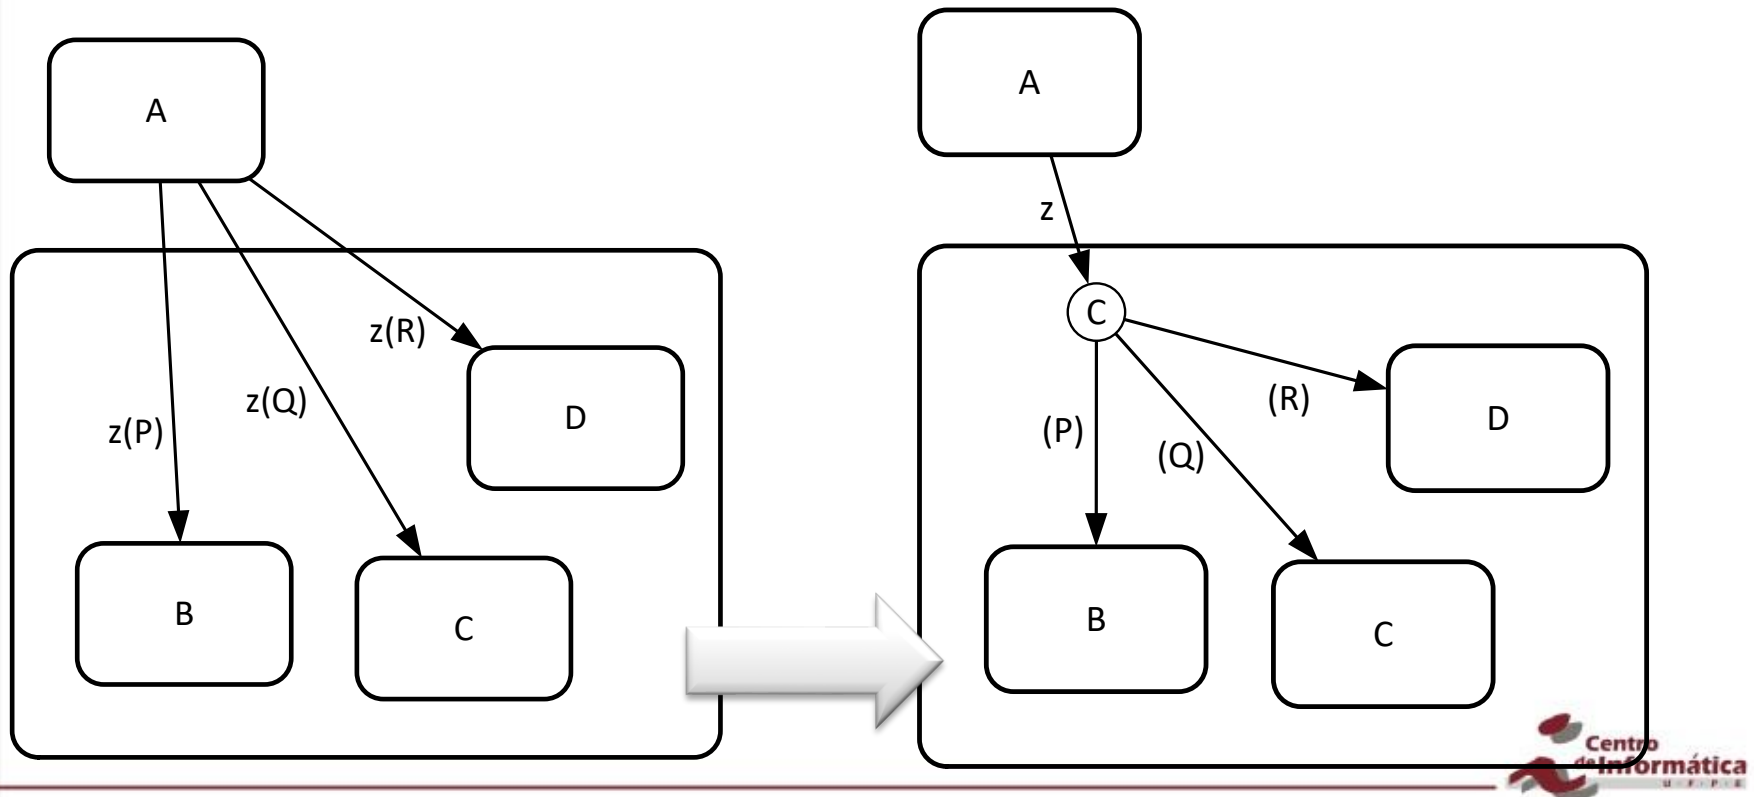 A
z(R)
z(Q)
z(P)
D
B
C
A
z
C
(R)
(P)
(Q)
D
B
C
Centro
de Informática
U · F · P · E